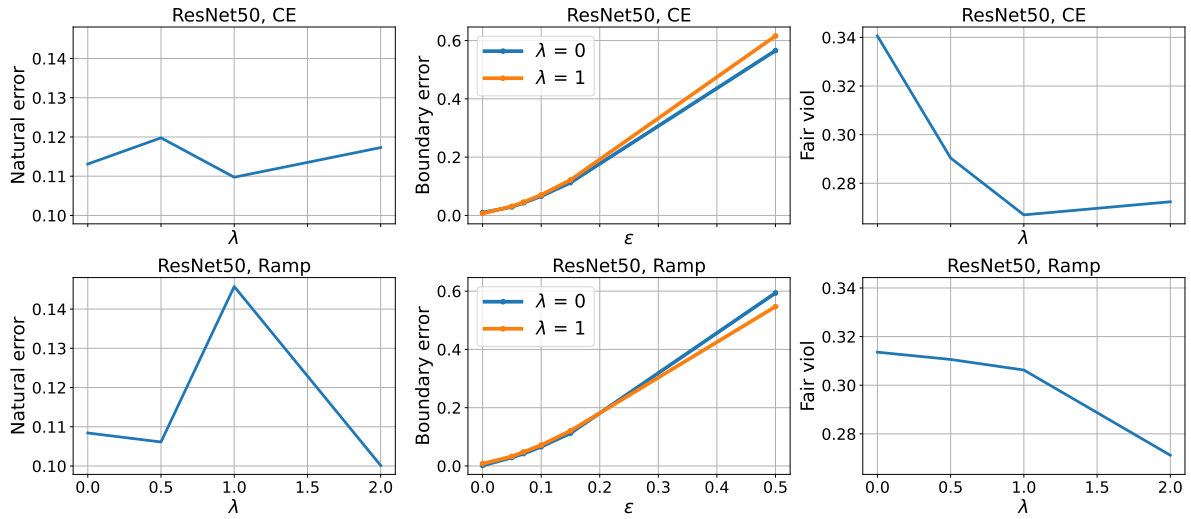 ResNet50, CE
Natural error
0.14
0.13
0.12
0.11
0.10
λ
ResNet50, CE
Boundary error
0.6
0.4
0.2
0.0
λ = 0
λ = 1
ε
ResNet50, CE
Fair viol
0.34
0.32
0.30
0.28
λ
ResNet50, Ramp
Natural error
0.14
0.13
0.12
0.11
0.10
0.0 0.5 1.0 1.5 2.0
λ
ResNet50, Ramp
Boundary error
0.6
0.4
0.2
0.0
λ = 0
λ = 1
0.0 0.1 0.2 0.3 0.4 0.5
ε
ResNet50, Ramp
Fair viol
0.34
0.32
0.30
0.28
0.0 0.5 1.0 1.5 2.0
λ